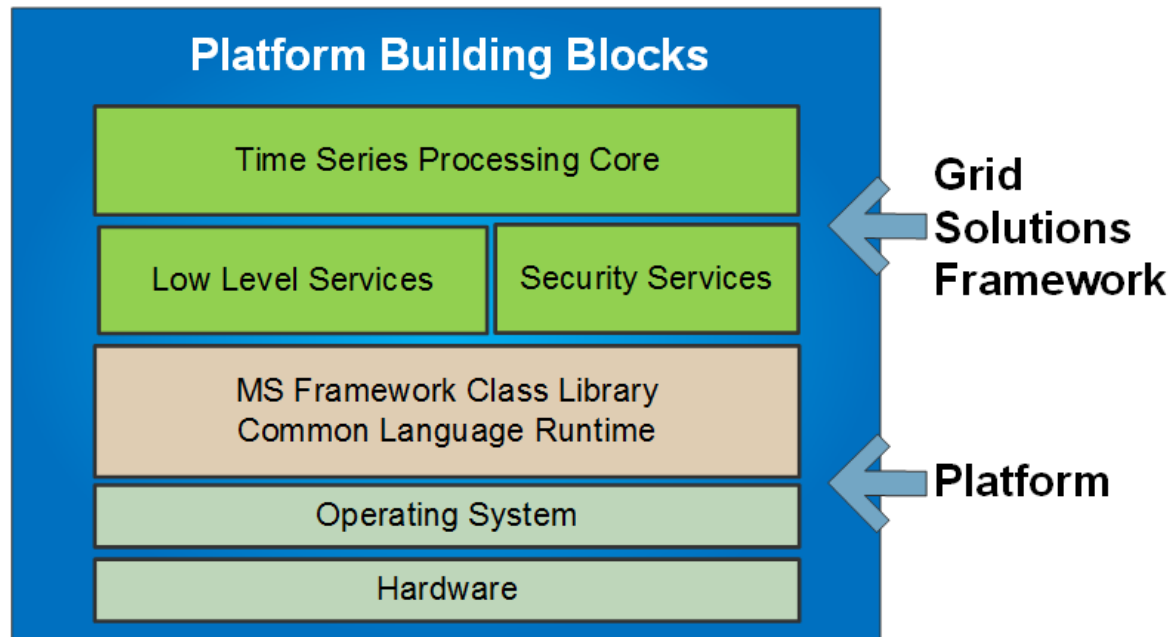 Platform Building Blocks
Time Series Processing Core
Low Level Services
Security Services
MS Framework Class Library
Common Language Runtime
Operating System
Hardware
Grid
Solutions
Framework
Platform